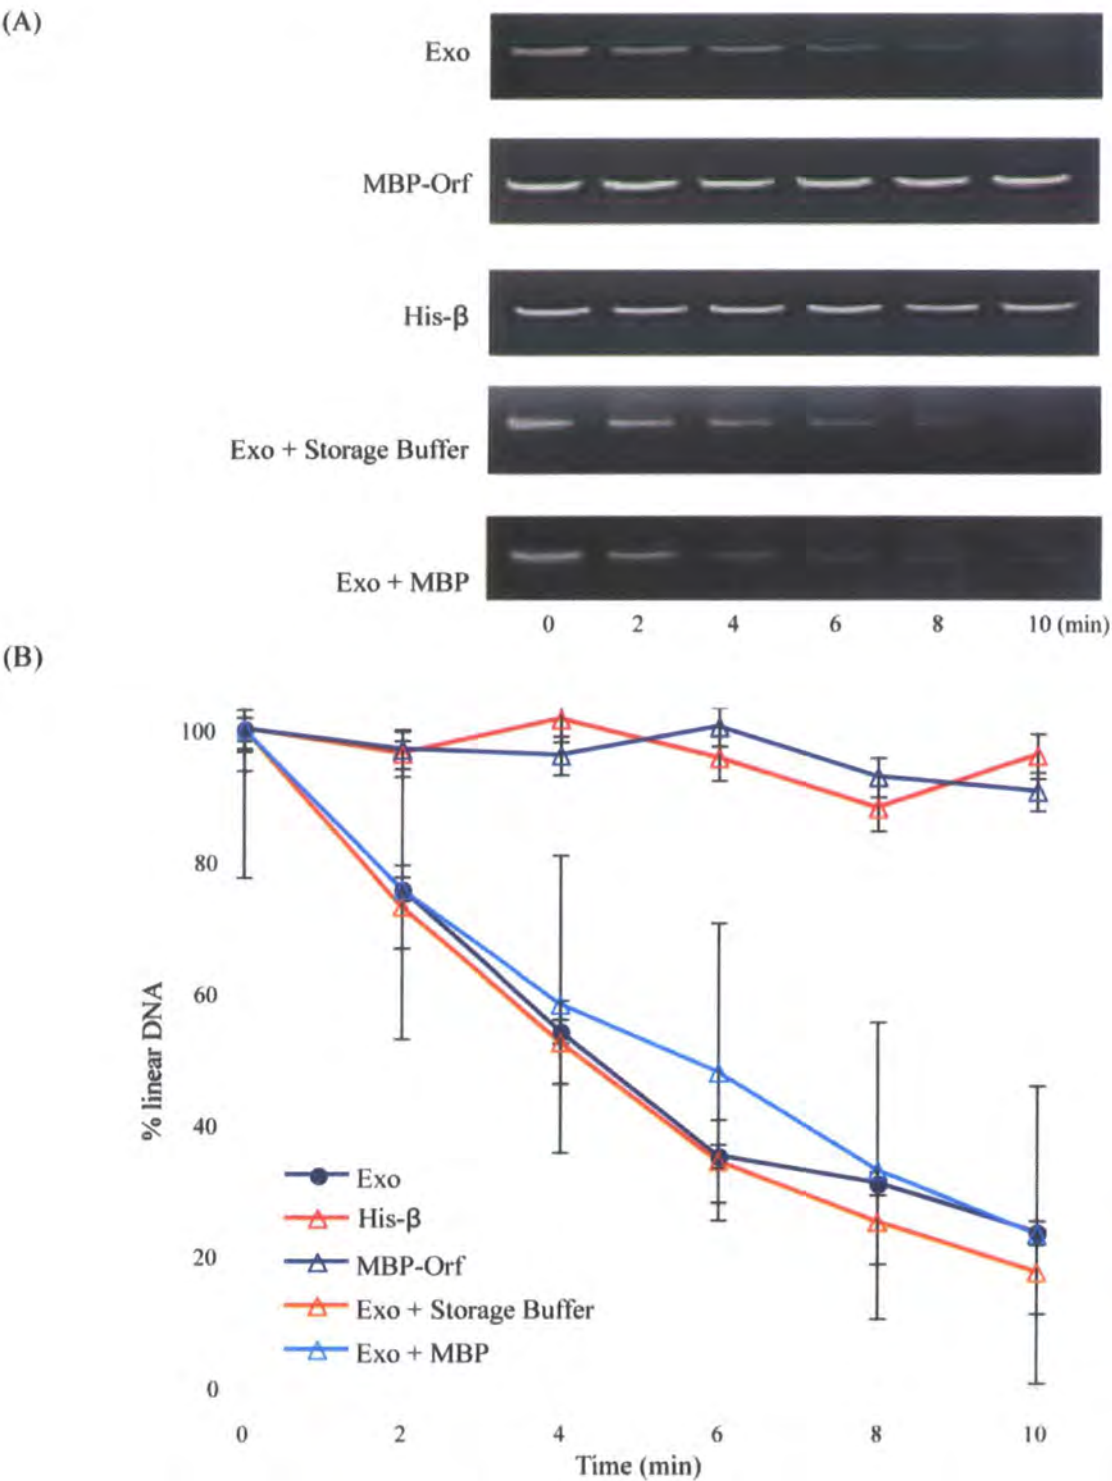 (A)
Exo
MBP-Orf
His-β
Exo + Storage Buffer
Exo + MBP
0 2 4 6 8 10 (min)
(B)
100
80
60
40
20
0
% linear DNA
Exo
His-β
MBP-Orf
Exo + Storage Buffer
Exo + MBP
0 2 4 6 8 10
Time (min)